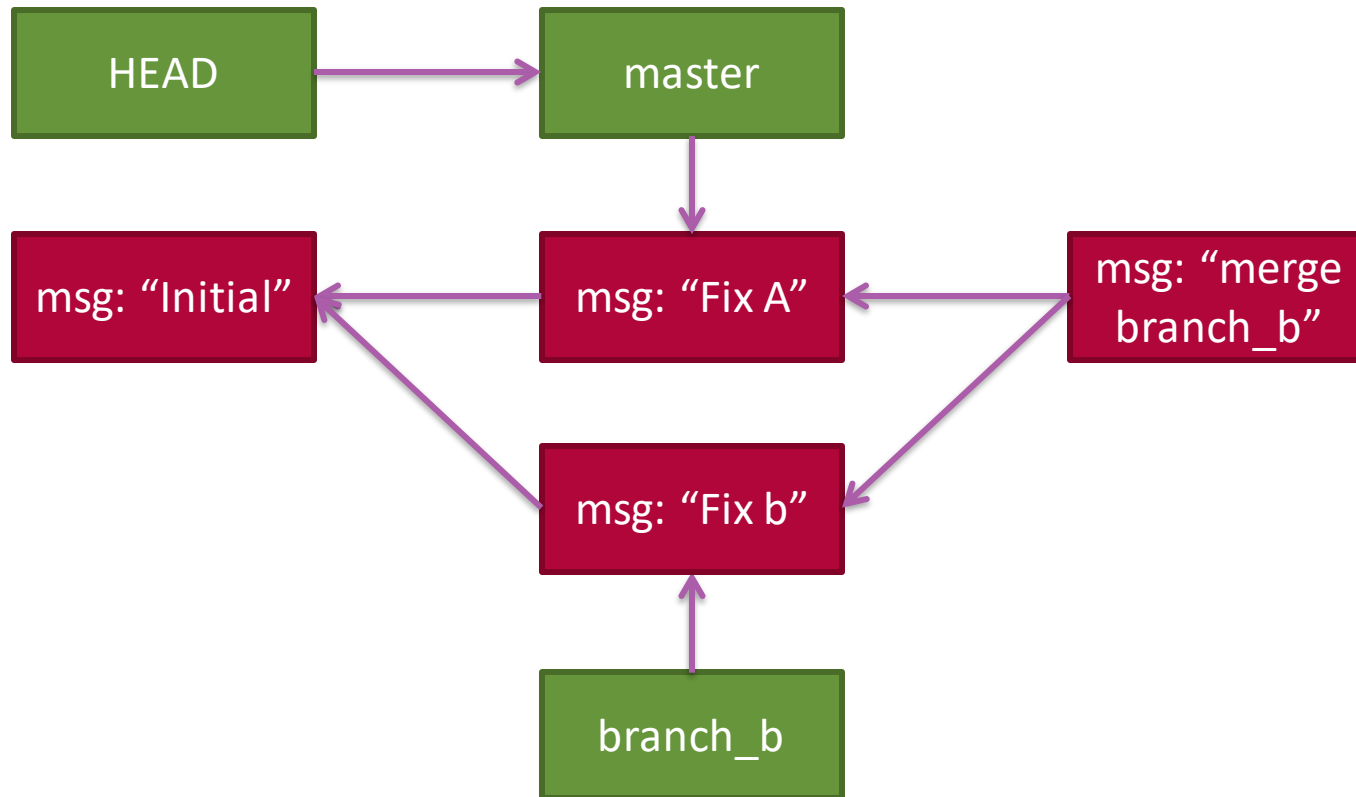 HEAD
master
msg: “Initial”
msg: “Fix A”
msg: “merge
branch_b”
msg: “Fix b”
branch_b